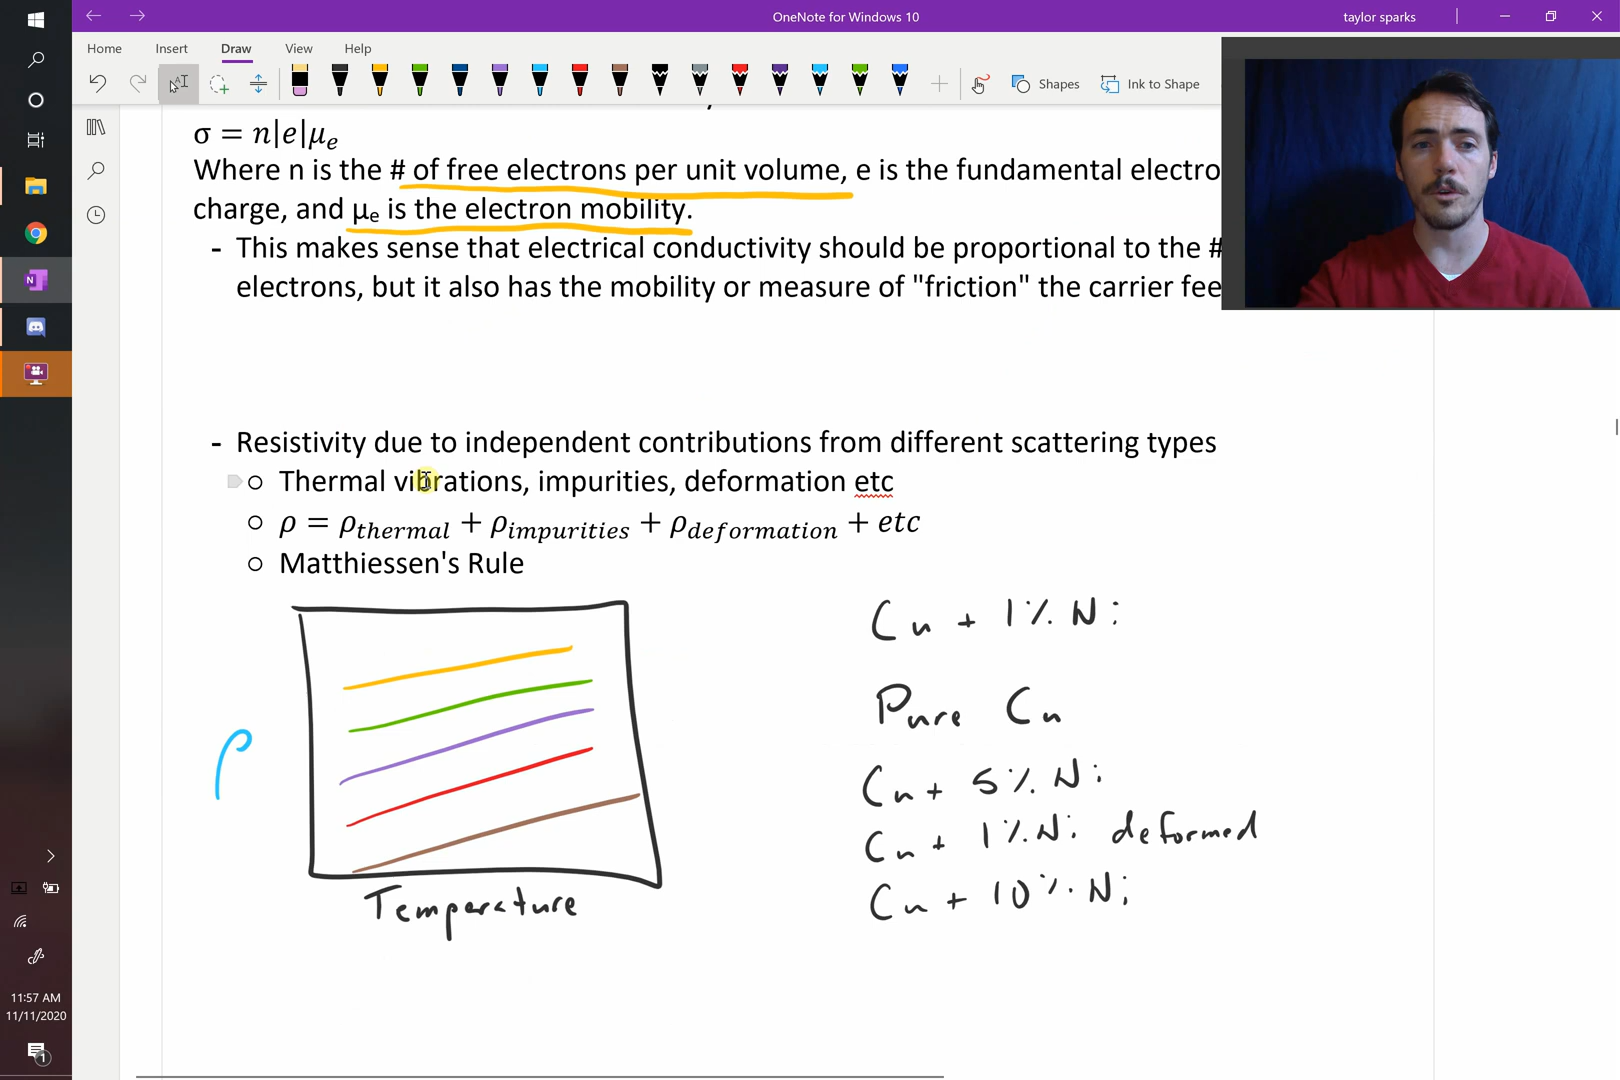 OneNote for Windows 10
taylor sparks
Home Insert Draw View Help
Shapes
Ink to Shape
σ = n|e|μe
Where n is the # of free electrons per unit volume, e is the fundamental electro
charge, and μe is the electron mobility.
- This makes sense that electrical conductivity should be proportional to the #
electrons, but it also has the mobility or measure of "friction" the carrier fee
- Resistivity due to independent contributions from different scattering types
○ Thermal vibrations, impurities, deformation etc
○ ρ = ρthermal + ρimpurities + ρdeformation + etc
○ Matthiessen's Rule
ρ
Temperature
Cu + 1% Ni
Pure Cu
Cu + 5% Ni
Cu + 1% Ni deformed
Cu + 10% Ni
11:57 AM
11/11/2020
1